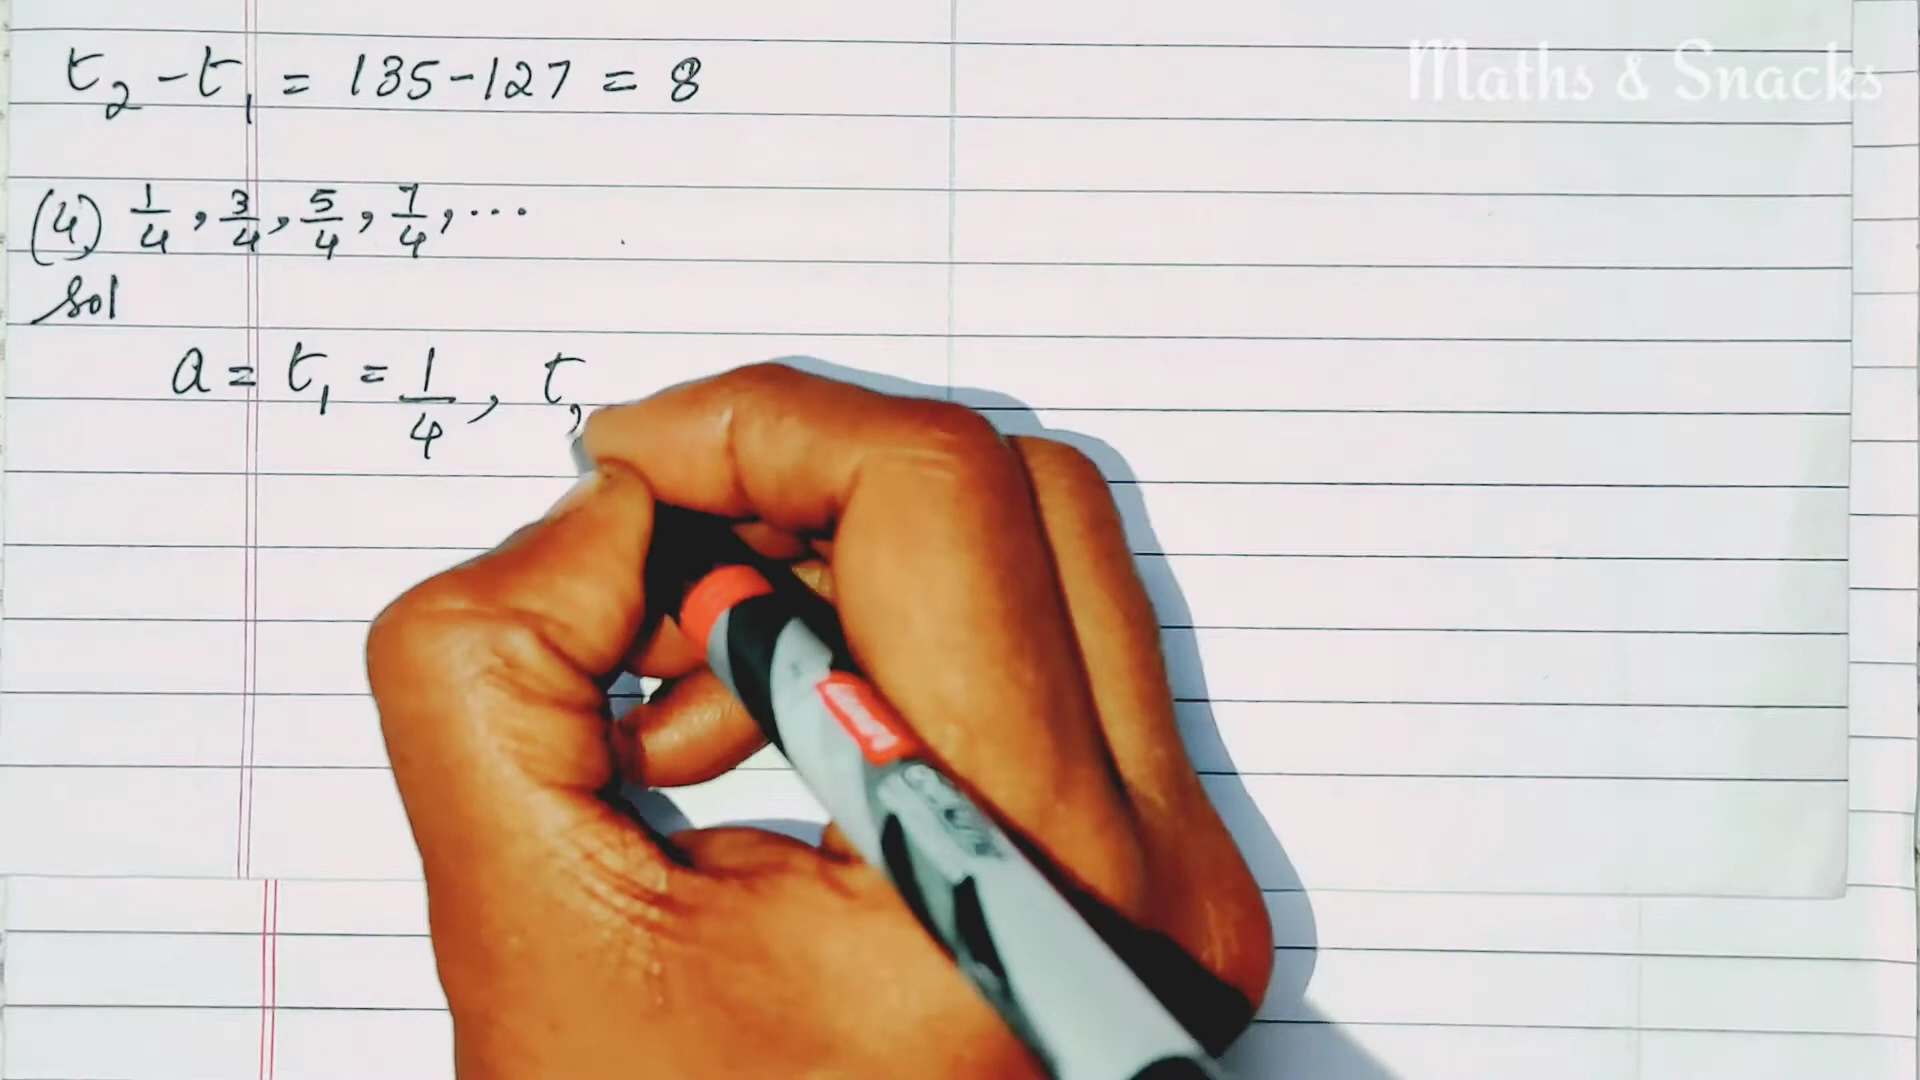 Maths & Snacks
t₂ - t₁ = 135 - 127 = 8
(4) 1/4, 3/4, 5/4, 7/4, ...
Sol
a = t₁ = 1/4, t₂